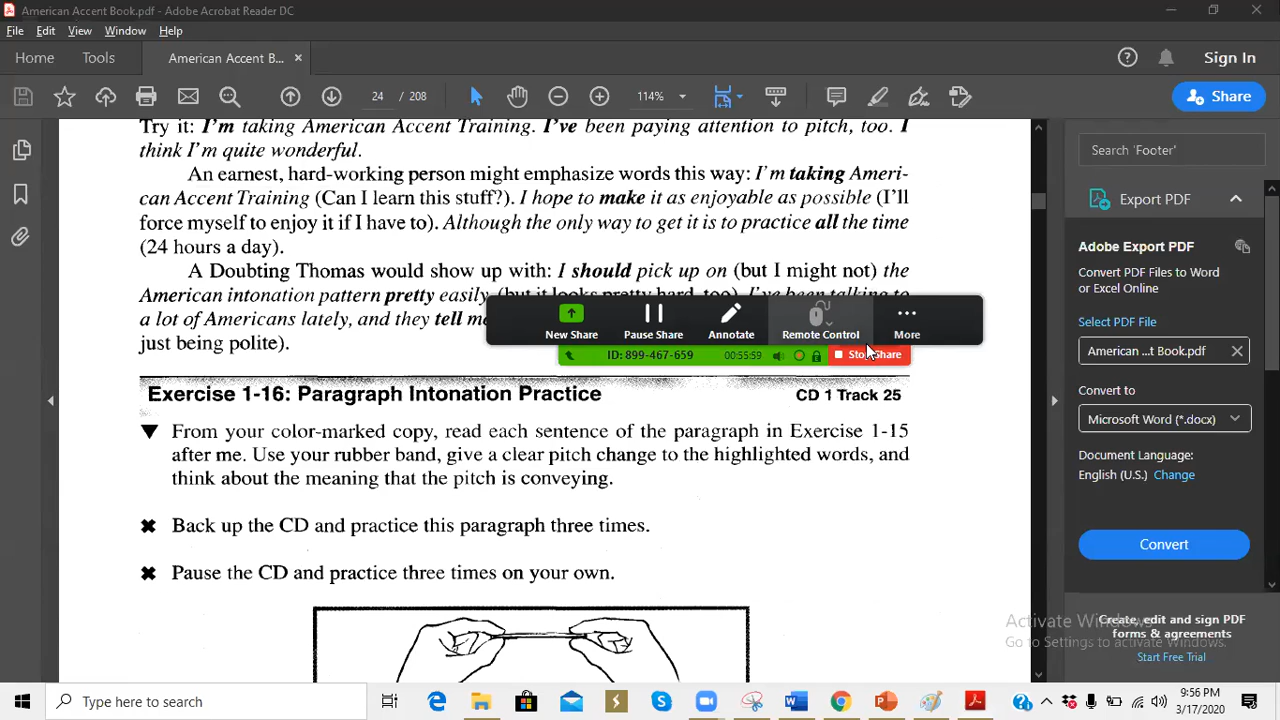 American Accent Book.pdf - Adobe Acrobat Reader DC
File Edit View Window Help
Home Tools American Accent B... ×
Sign In
24 / 208
114%
Share
Try it: I'm taking American Accent Training. I've been paying attention to pitch, too. I
think I'm quite wonderful.
An earnest, hard-working person might emphasize words this way: I'm taking Ameri-
can Accent Training (Can I learn this stuff?). I hope to make it as enjoyable as possible (I'll
force myself to enjoy it if I have to). Although the only way to get it is to practice all the time
(24 hours a day).
A Doubting Thomas would show up with: I should pick up on (but I might not) the
American intonation pattern pretty easily (but it looks pretty hard, too). I've been talking to
a lot of Americans lately, and they tell me
just being polite).
New Share Pause Share Annotate Remote Control More
ID: 899-467-659 00:55:59 Stop Share
Exercise 1-16: Paragraph Intonation Practice CD 1 Track 25
From your color-marked copy, read each sentence of the paragraph in Exercise 1-15
after me. Use your rubber band, give a clear pitch change to the highlighted words, and
think about the meaning that the pitch is conveying.
Back up the CD and practice this paragraph three times.
Pause the CD and practice three times on your own.
Search 'Footer'
Export PDF
Adobe Export PDF
Convert PDF Files to Word
or Excel Online
Select PDF File
American ...t Book.pdf
Convert to
Microsoft Word (*.docx)
Document Language:
English (U.S.) Change
Convert
Create, edit and sign PDF
forms & agreements
Start Free Trial
Activate Windows
Go to Settings to activate Windows.
Type here to search
9:56 PM
3/17/2020